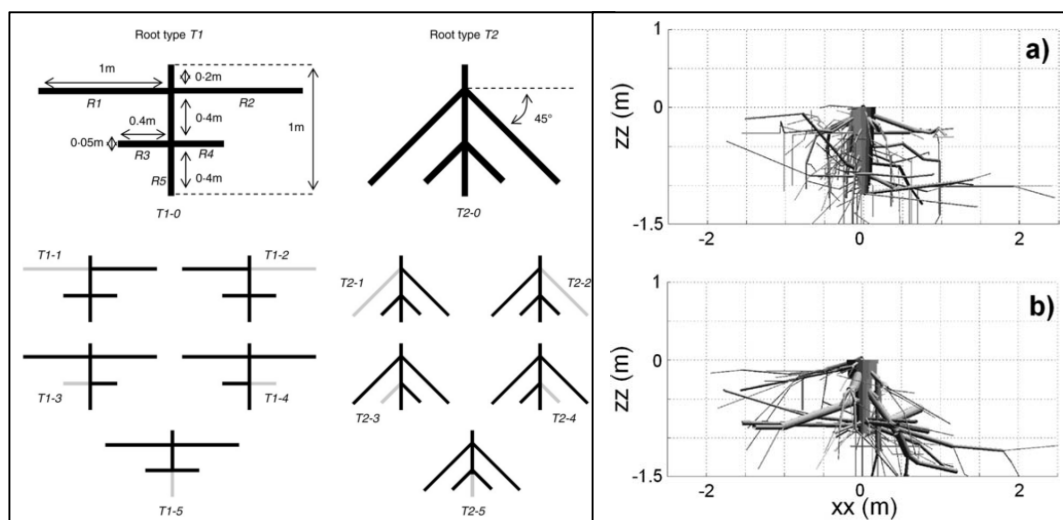 Root type T1
Root type T2
1m
0·2m
R1
R2
0·4m
1m
45°
0.4m
0·05m
R3
R4
R5
0·4m
T1-0
T2-0
T1-1
T1-2
T2-1
T2-2
T1-3
T1-4
T2-3
T2-4
T1-5
T2-5
a)
1
0
-1.5
zz (m)
-2
0
2
b)
1
0
-1.5
zz (m)
-2
0
2
xx (m)